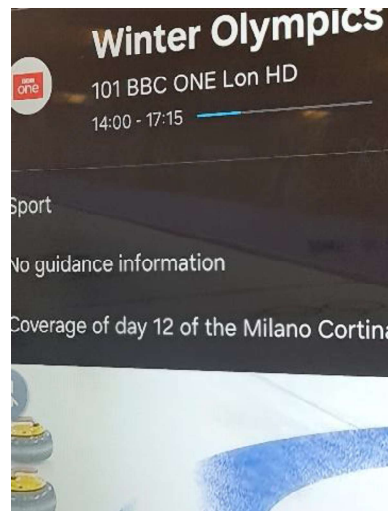 Winter Olympics
BBC
one
101 BBC ONE Lon HD
14:00 - 17:15
Sport
No guidance information
Coverage of day 12 of the Milano Cortina